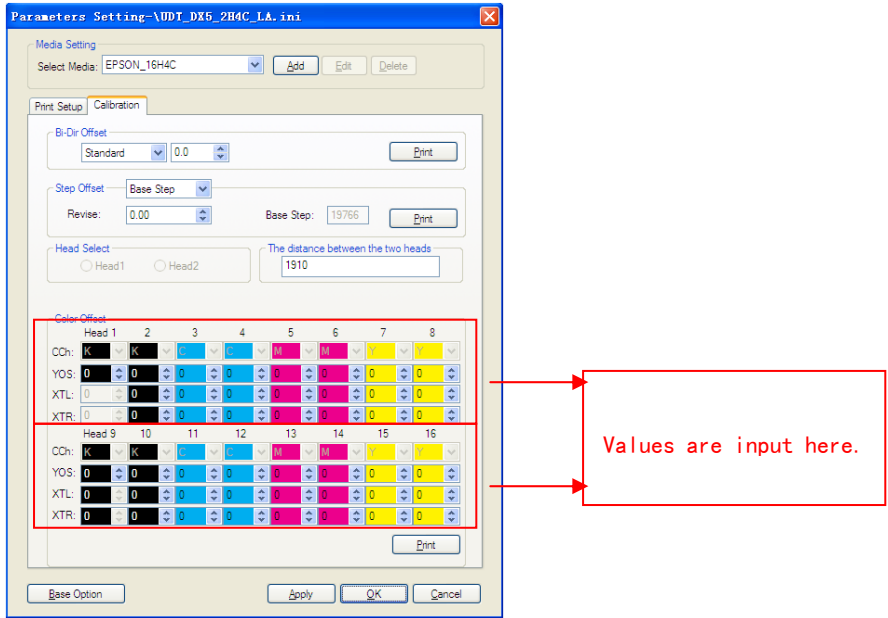 Parameters Setting-\UDT_DX5_2H4C_LA.ini
Media Setting
Select Media: EPSON_16H4C Add Edit Delete
Print Setup Calibration
Bi-Dir Offset
Standard 0.0 Print
Step Offset Base Step
Revise: 0.00 Base Step: 19766 Print
Head Select The distance between the two heads
Head1 Head2 1910
Color Offset
Head 1 2 3 4 5 6 7 8
CCh: K K C C M M Y Y
YOS: 0 0 0 0 0 0 0 0
XTL: 0 0 0 0 0 0 0 0
XTR: 0 0 0 0 0 0 0 0
Head 9 10 11 12 13 14 15 16
CCh: K K C C M M Y Y
YOS: 0 0 0 0 0 0 0 0
XTL: 0 0 0 0 0 0 0 0
XTR: 0 0 0 0 0 0 0 0
Print
Base Option Apply OK Cancel
Values are input here.